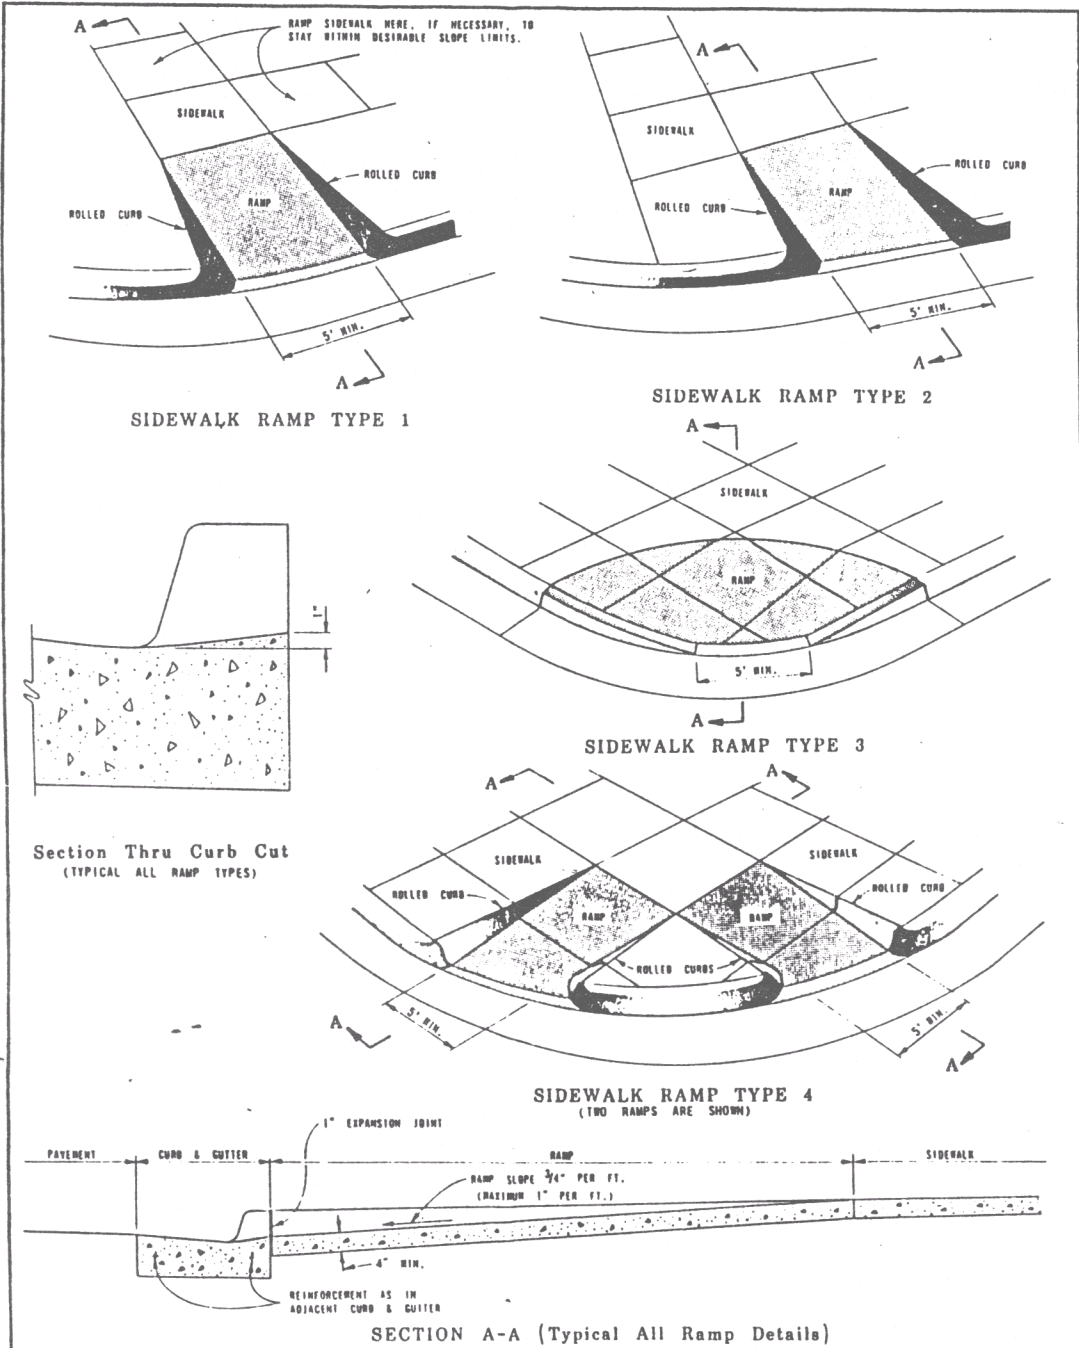 A
RAMP SIDEWALK HERE, IF NECESSARY, TO
STAY WITHIN DESIRABLE SLOPE LIMITS.
SIDEWALK
ROLLED CURB
ROLLED CURB
RAMP
5' MIN.
A
SIDEWALK RAMP TYPE 1
A
SIDEWALK
ROLLED CURB
ROLLED CURB
RAMP
5' MIN.
A
SIDEWALK RAMP TYPE 2
A
SIDEWALK
RAMP
5' MIN.
A
SIDEWALK RAMP TYPE 3
1"
Section Thru Curb Cut
(TYPICAL ALL RAMP TYPES)
A
A
SIDEWALK
SIDEWALK
ROLLED CURB
ROLLED CURB
RAMP
RAMP
ROLLED CURBS
5' MIN.
5' MIN.
A
A
SIDEWALK RAMP TYPE 4
(TWO RAMPS ARE SHOWN)
1" EXPANSION JOINT
PAVEMENT
CURB & GUTTER
RAMP
SIDEWALK
RAMP SLOPE 3/4" PER FT.
(MAXIMUM 1" PER FT.)
4" MIN.
REINFORCEMENT AS IN
ADJACENT CURB & GUTTER
SECTION A-A (Typical All Ramp Details)